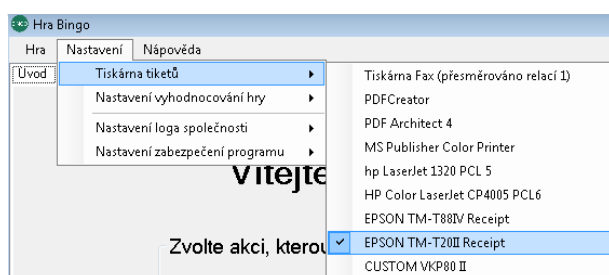 Hra Bingo
Hra Nastavení Nápověda
Úvod
Tiskárna tiketů
Nastavení vyhodnocování hry
Nastavení loga společnosti
Nastavení zabezpečení programu
Tiskárna Fax (přesměrováno relací 1)
PDFCreator
PDF Architect 4
MS Publisher Color Printer
hp LaserJet 1320 PCL 5
HP Color LaserJet CP4005 PCL6
EPSON TM-T88IV Receipt
EPSON TM-T20II Receipt
CUSTOM VKP80 II
Vítejte
Zvolte akci, kterou